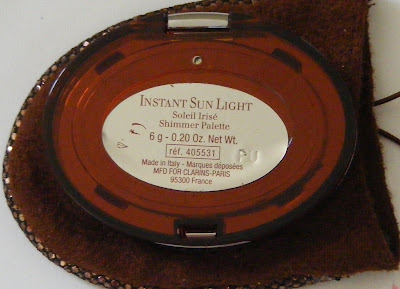 INSTANT SUN LIGHT
Soleil Irisé
Shimmer Palette
6 g - 0.20 Oz. Net Wt.
réf. 405531
Made in Italy - Marques déposées
MFD FOR CLARINS-PARIS
95300 France